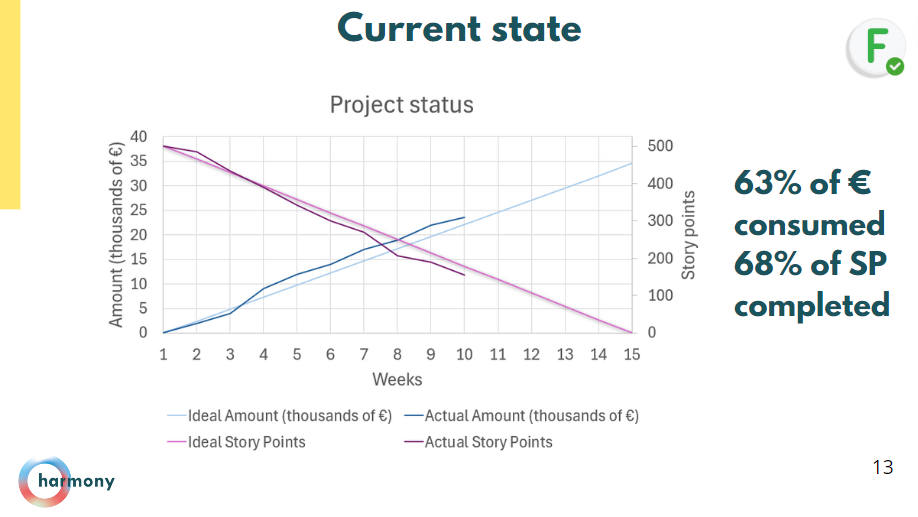 Current state
F
Project status
Amount (thousands of €)
40
35
30
25
20
15
10
5
0
500
400
300
200
100
0
Story points
1 2 3 4 5 6 7 8 9 10 11 12 13 14 15
Weeks
Ideal Amount (thousands of €) Actual Amount (thousands of €)
Ideal Story Points Actual Story Points
63% of €
consumed
68% of SP
completed
harmony
13